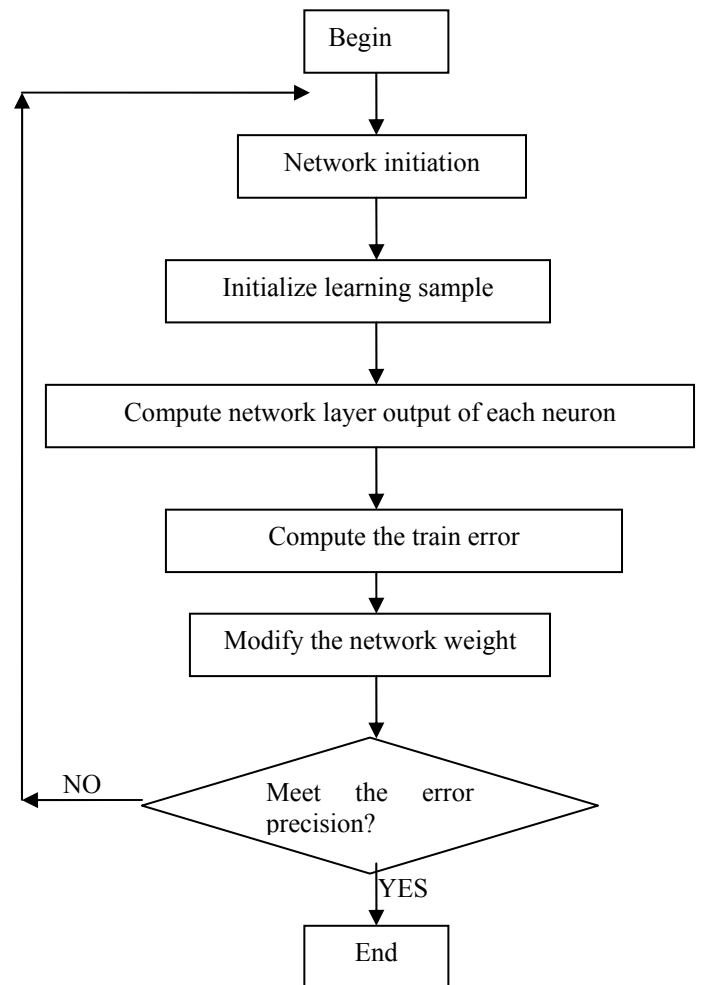 Begin
Network initiation
Initialize learning sample
Compute network layer output of each neuron
Compute the train error
Modify the network weight
NO
Meet the error
precision?
YES
End